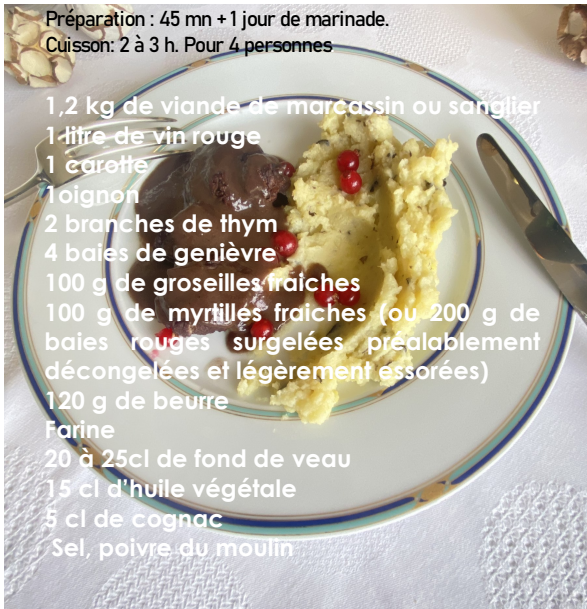 Préparation : 45 mn + 1 jour de marinade.
Cuisson: 2 à 3 h. Pour 4 personnes
1,2 kg de viande de marcassin ou sanglier
1 litre de vin rouge
1 carotte
1oignon
2 branches de thym
4 baies de genièvre
100 g de groseilles fraiches
100 g de myrtilles fraiches (ou 200 g de
baies rouges surgelées préalablement
décongelées et légèrement essorées)
120 g de beurre
Farine
20 à 25cl de fond de veau
15 cl d'huile végétale
5 cl de cognac
Sel, poivre du moulin